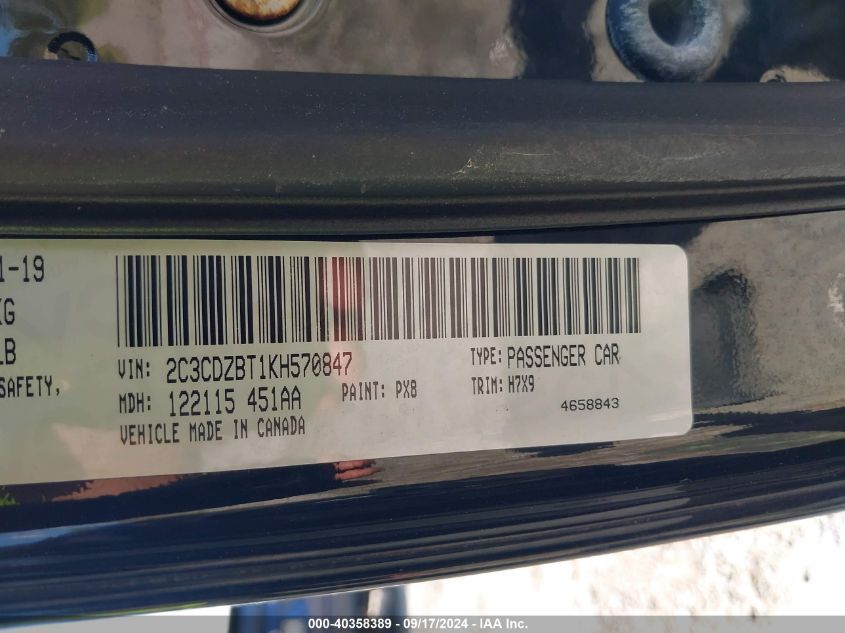 1-19
KG
LB
SAFETY,
VIN: 2C3CDZBT1KH570847
TYPE: PASSENGER CAR
MDH: 122115 451AA
PAINT: PX8
TRIM: H7X9
VEHICLE MADE IN CANADA
4658843
000-40358389 - 09/17/2024 - IAA Inc.